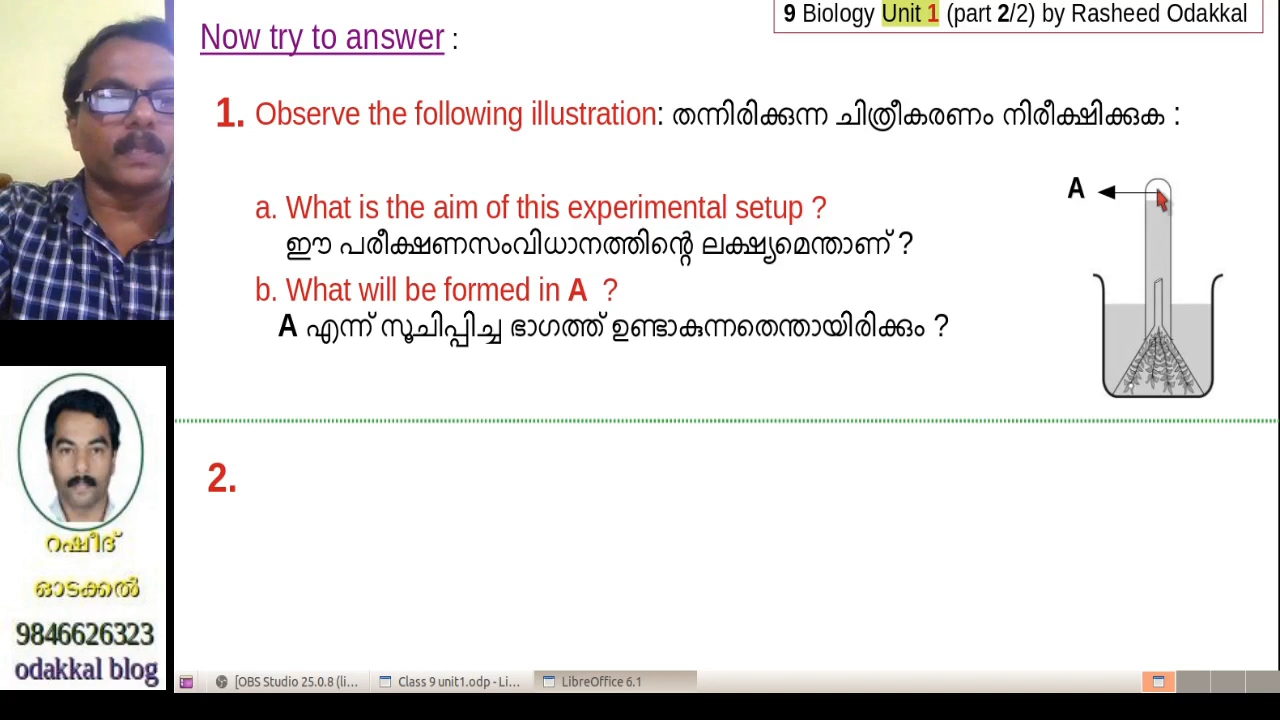 9 Biology Unit 1 (part 2/2) by Rasheed Odakkal
Now try to answer :
1. Observe the following illustration: തന്നിരിക്കുന്ന ചിത്രീകരണം നിരീക്ഷിക്കുക :
A
a. What is the aim of this experimental setup ?
ഈ പരീക്ഷണസംവിധാനത്തിന്റെ ലക്ഷ്യമെന്താണ് ?
b. What will be formed in A ?
A എന്ന് സൂചിപ്പിച്ച ഭാഗത്ത് ഉണ്ടാകുന്നതെന്തായിരിക്കും ?
2.
റഷീദ്
ഓടക്കൽ
9846626323
odakkal blog
[OBS Studio 25.0.8 (li...
Class 9 unit1.odp - Li...
LibreOffice 6.1